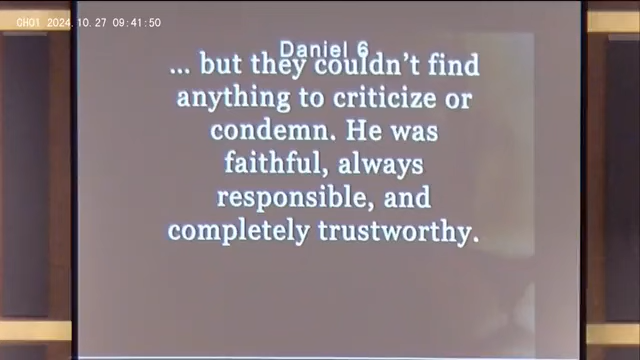 CH01 2024.10.27 09:41:50
Daniel 6
... but they couldn't find
anything to criticize or
condemn. He was
faithful, always
responsible, and
completely trustworthy.